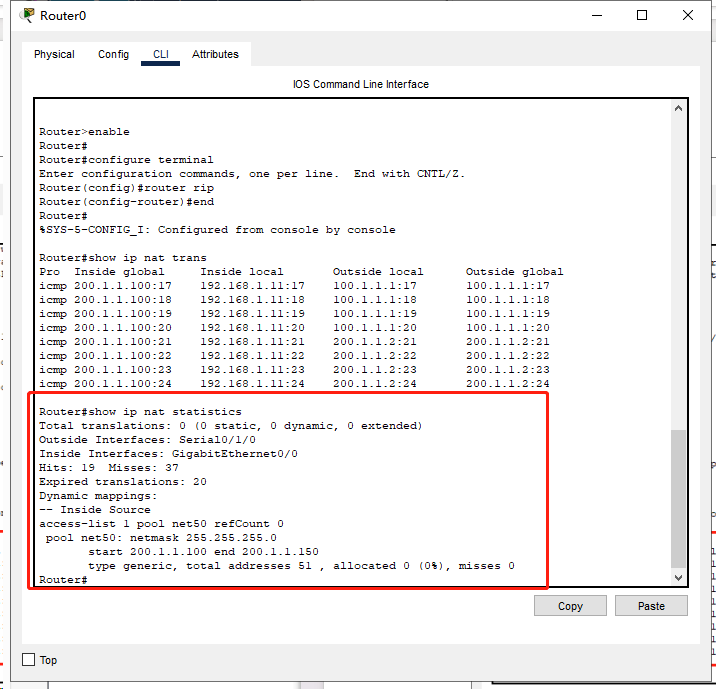 Router0
Physical Config CLI Attributes
IOS Command Line Interface
Router>enable
Router#
Router#configure terminal
Enter configuration commands, one per line.  End with CNTL/Z.
Router(config)#router rip
Router(config-router)#end
Router#
%SYS-5-CONFIG_I: Configured from console by console
Router#show ip nat trans
Pro  Inside global     Inside local       Outside local      Outside global
icmp 200.1.1.100:17    192.168.1.11:17    100.1.1.1:17       100.1.1.1:17
icmp 200.1.1.100:18    192.168.1.11:18    100.1.1.1:18       100.1.1.1:18
icmp 200.1.1.100:19    192.168.1.11:19    100.1.1.1:19       100.1.1.1:19
icmp 200.1.1.100:20    192.168.1.11:20    100.1.1.1:20       100.1.1.1:20
icmp 200.1.1.100:21    192.168.1.11:21    200.1.1.2:21       200.1.1.2:21
icmp 200.1.1.100:22    192.168.1.11:22    200.1.1.2:22       200.1.1.2:22
icmp 200.1.1.100:23    192.168.1.11:23    200.1.1.2:23       200.1.1.2:23
icmp 200.1.1.100:24    192.168.1.11:24    200.1.1.2:24       200.1.1.2:24
Router#show ip nat statistics
Total translations: 0 (0 static, 0 dynamic, 0 extended)
Outside Interfaces: Serial0/1/0
Inside Interfaces: GigabitEthernet0/0
Hits: 19  Misses: 37
Expired translations: 20
Dynamic mappings:
-- Inside Source
access-list 1 pool net50 refCount 0
pool net50: netmask 255.255.255.0
start 200.1.1.100 end 200.1.1.150
type generic, total addresses 51 , allocated 0 (0%), misses 0
Router#
Copy Paste
Top